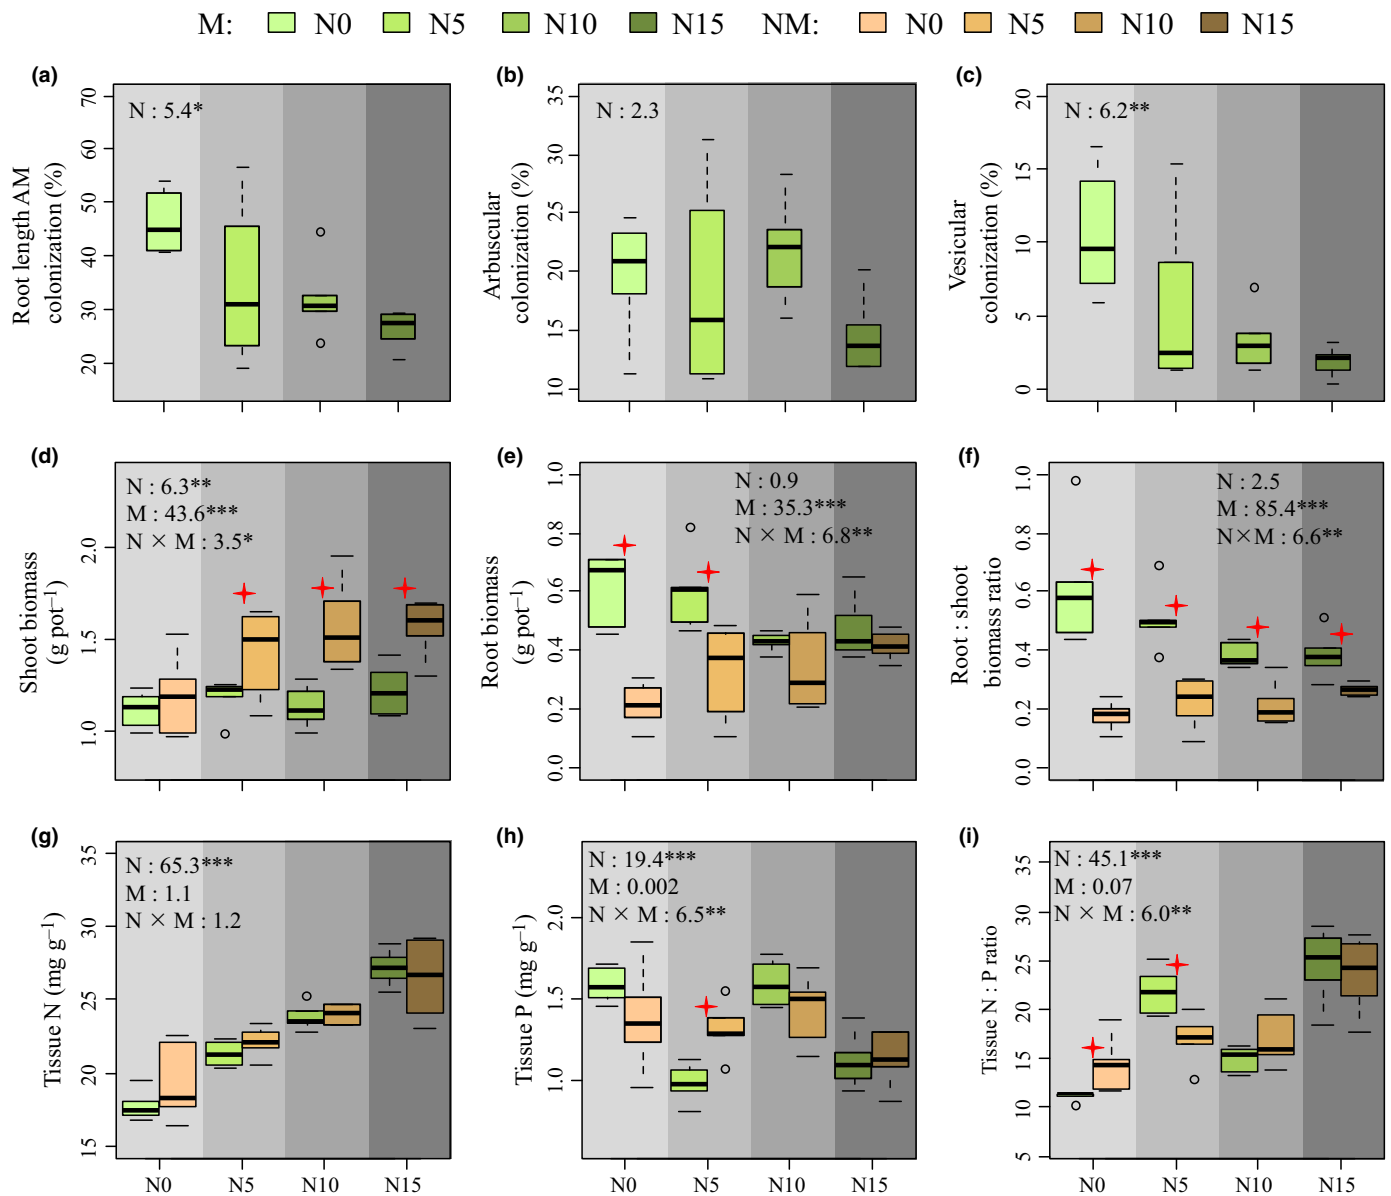 M: N0 N5 N10 N15 NM: N0 N5 N10 N15
(a)
Root length AM
colonization (%)
70
60
50
40
30
20
N : 5.4*
(b)
Arbuscular
colonization (%)
35
30
25
20
15
10
N : 2.3
(c)
Vesicular
colonization (%)
20
15
10
5
0
N : 6.2**
(d)
Shoot biomass
(g pot–1)
2.0
1.5
1.0
N : 6.3**
M : 43.6***
N × M : 3.5*
(e)
Root biomass
(g pot–1)
1.0
0.8
0.6
0.4
0.2
0.0
N : 0.9
M : 35.3***
N × M : 6.8**
(f)
Root : shoot
biomass ratio
1.0
0.8
0.6
0.4
0.2
0.0
N : 2.5
M : 85.4***
N×M : 6.6**
(g)
Tissue N (mg g–1)
35
30
25
20
15
N : 65.3***
M : 1.1
N × M : 1.2
N0 N5 N10 N15
(h)
Tissue P (mg g–1)
2.0
1.5
1.0
N : 19.4***
M : 0.002
N × M : 6.5**
N0 N5 N10 N15
(i)
Tissue N : P ratio
35
30
25
20
15
10
5
N : 45.1***
M : 0.07
N × M : 6.0**
N0 N5 N10 N15